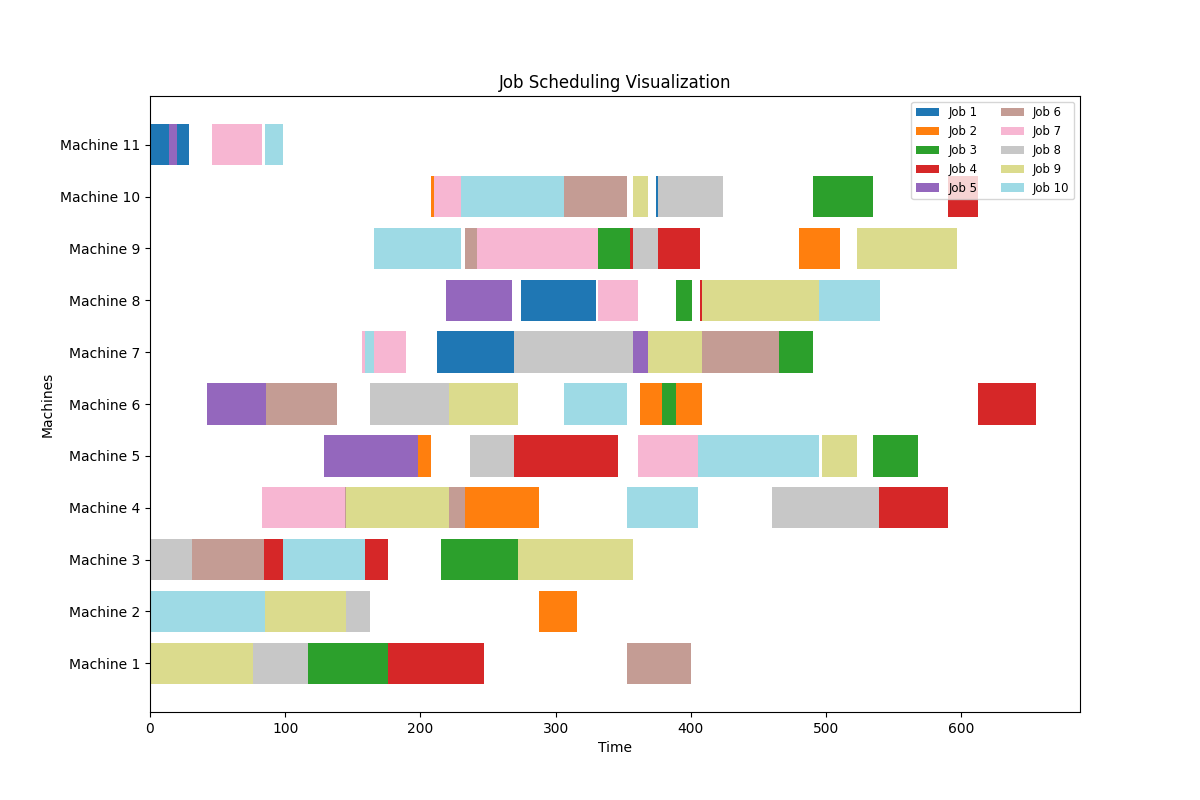 Job Scheduling Visualization
Machine 11
Machine 10
Machine 9
Machine 8
Machine 7
Machine 6
Machine 5
Machine 4
Machine 3
Machine 2
Machine 1
Machines
0 100 200 300 400 500 600
Time
Job 1 Job 6
Job 2 Job 7
Job 3 Job 8
Job 4 Job 9
Job 5 Job 10